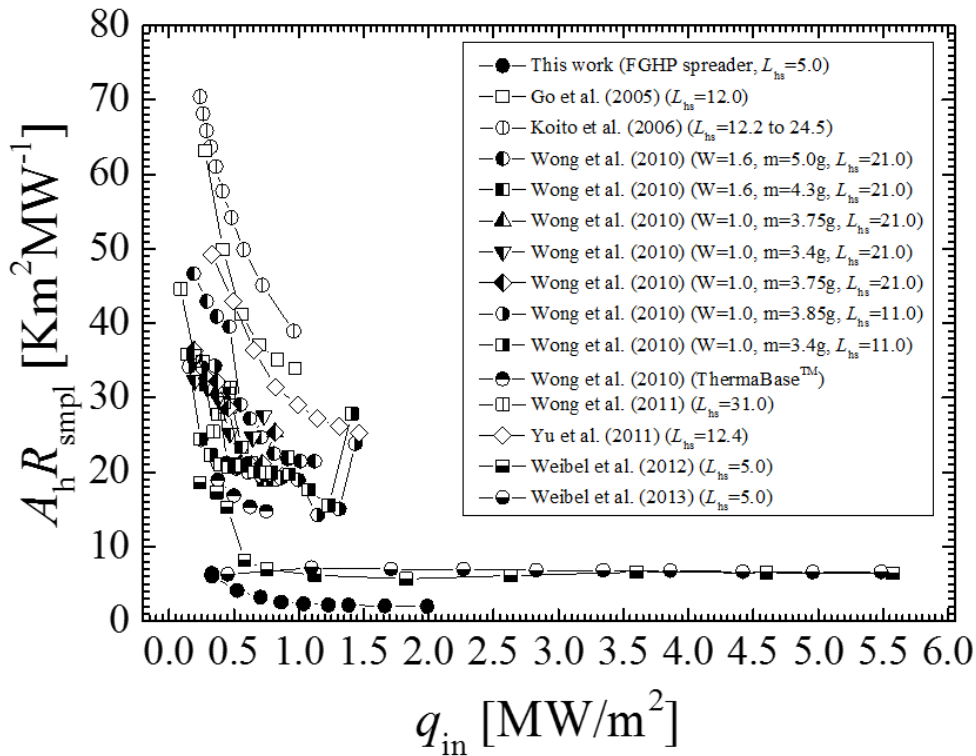 80
70
60
50
40
30
20
10
0
A_h R_smpl [Km²MW⁻¹]
This work (FGHP spreader, L_hs=5.0)
Go et al. (2005) (L_hs=12.0)
Koito et al. (2006) (L_hs=12.2 to 24.5)
Wong et al. (2010) (W=1.6, m=5.0g, L_hs=21.0)
Wong et al. (2010) (W=1.6, m=4.3g, L_hs=21.0)
Wong et al. (2010) (W=1.0, m=3.75g, L_hs=21.0)
Wong et al. (2010) (W=1.0, m=3.4g, L_hs=21.0)
Wong et al. (2010) (W=1.0, m=3.75g, L_hs=21.0)
Wong et al. (2010) (W=1.0, m=3.85g, L_hs=11.0)
Wong et al. (2010) (W=1.0, m=3.4g, L_hs=11.0)
Wong et al. (2010) (ThermaBase™)
Wong et al. (2011) (L_hs=31.0)
Yu et al. (2011) (L_hs=12.4)
Weibel et al. (2012) (L_hs=5.0)
Weibel et al. (2013) (L_hs=5.0)
0.0 0.5 1.0 1.5 2.0 2.5 3.0 3.5 4.0 4.5 5.0 5.5 6.0
q_in [MW/m²]